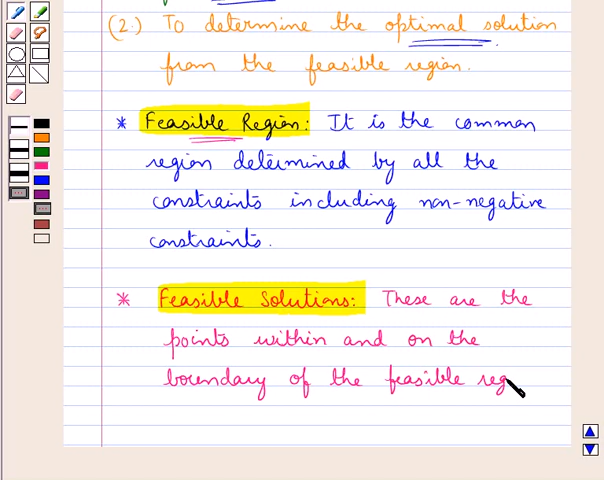 (2.) To determine the optimal solution
from the feasible region.
* Feasible Region: It is the common
region determined by all the
constraints including non-negative
constraints.
* Feasible Solutions: These are the
points within and on the
boundary of the feasible reg